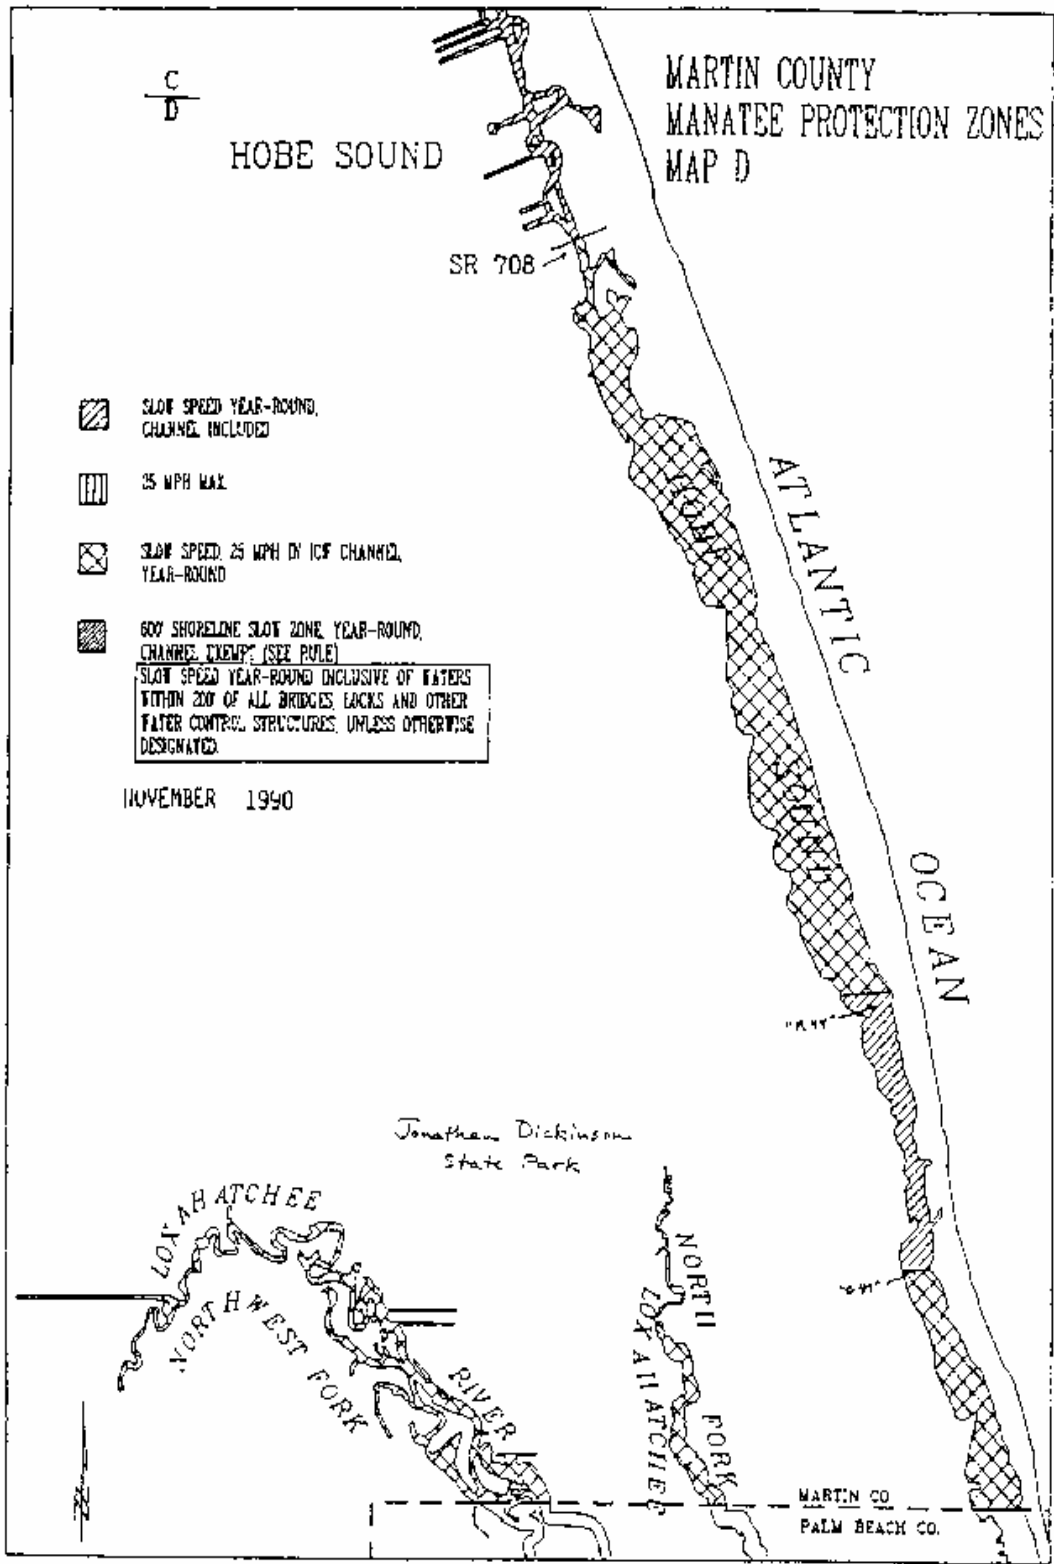 MARTIN COUNTY
MANATEE PROTECTION ZONES
MAP D
C
D
HOBE SOUND
SR 708
SLOW SPEED YEAR-ROUND,
CHANNEL INCLUDED
MPH MAX
SLOW SPEED, 25 MPH IN ICW CHANNEL,
YEAR-ROUND
600' SHORELINE SLOW ZONE, YEAR-ROUND,
CHANNEL EXEMPT (SEE RULE)
SLOW SPEED YEAR-ROUND INCLUSIVE OF WATERS
WITHIN 200' OF ALL BRIDGES, LOCKS AND OTHER
WATER CONTROL STRUCTURES, UNLESS OTHERWISE
DESIGNATED.
NOVEMBER 1990
ATLANTIC
OCEAN
SOUND
Jonathan Dickinson
State Park
LOXAHATCHEE
NORTHWEST FORK
RIVER
NORTH
FORK
LOXAHATCHEE
MARTIN CO
PALM BEACH CO.
N